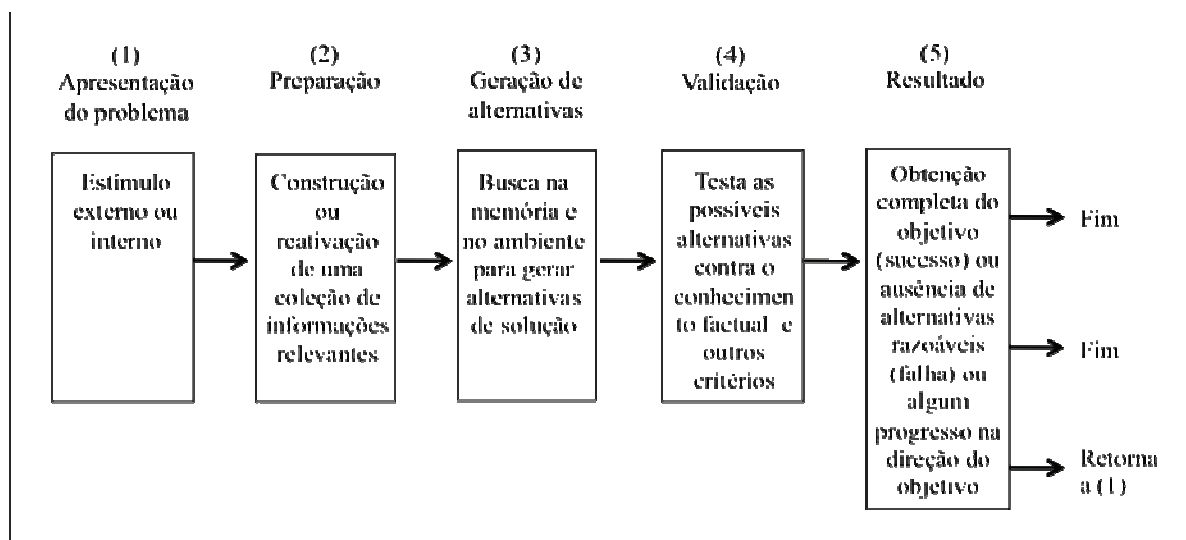 (1)
Apresentação
do problema
Estímulo
externo ou
interno
(2)
Preparação
Construção
ou
reativação
de uma
coleção de
informações
relevantes
(3)
Geração de
alternativas
Busca na
memória e
no ambiente
para gerar
alternativas
de solução
(4)
Validação
Testa as
possíveis
alternativas
contra o
conhecimen
to factual e
outros
critérios
(5)
Resultado
Obtenção
completa do
objetivo
(sucesso) ou
ausência de
alternativas
razoáveis
(falha) ou
algum
progresso na
direção do
objetivo
Fim
Fim
Retorna
a (1)